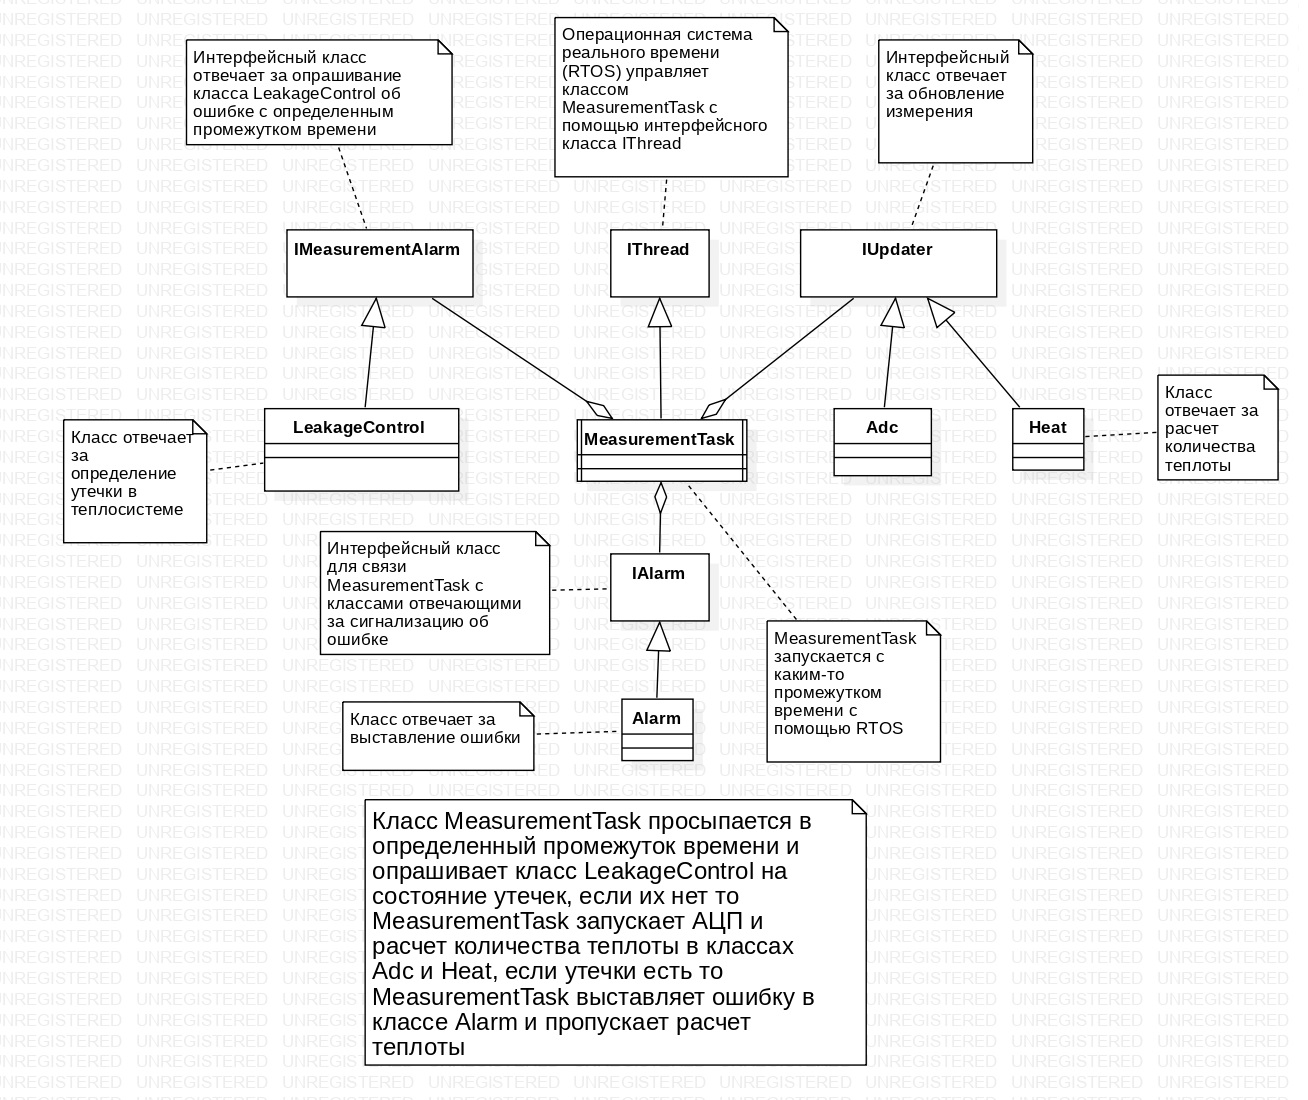 Интерфейсный класс
отвечает за опрашивание
класса LeakageControl об
ошибке с определенным
промежутком времени
Операционная система
реального времени
(RTOS) управляет
классом
MeasurementTask с
помощью интерфейсного
класса IThread
Интерфейсный
класс отвечает
за обновление
измерения
IMeasurementAlarm
IThread
IUpdater
Класс отвечает
за
определение
утечки в
теплосистеме
LeakageControl
MeasurementTask
Adc
Heat
Класс
отвечает за
расчет
количества
теплоты
Интерфейсный класс
для связи
MeasurementTask с
классами отвечающими
за сигнализацию об
ошибке
IAlarm
MeasurementTask
запускается с
каким-то
промежутком
времени с
помощью RTOS
Класс отвечает за
выставление ошибки
Alarm
Класс MeasurementTask просыпается в
определенный промежуток времени и
опрашивает класс LeakageControl на
состояние утечек, если их нет то
MeasurementTask запускает АЦП и
расчет количества теплоты в классах
Adc и Heat, если утечки есть то
MeasurementTask выставляет ошибку в
классе Alarm и пропускает расчет
теплоты
UNREGISTERED